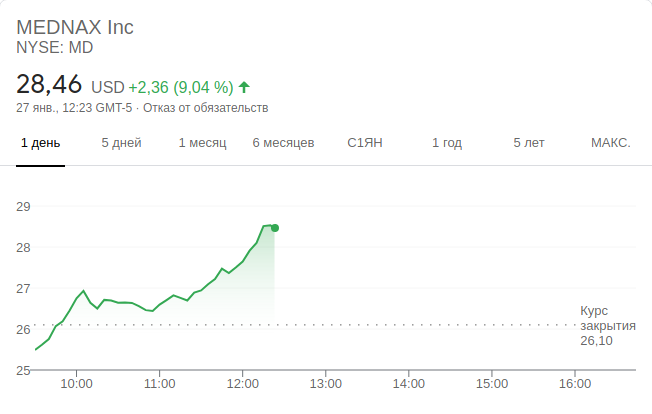 MEDNAX Inc
NYSE: MD
28,46 USD +2,36 (9,04 %)
27 янв., 12:23 GMT-5 · Отказ от обязательств
1 день 5 дней 1 месяц 6 месяцев С1ЯН 1 год 5 лет МАКС.
29
28
27
26
25
Курс
закрытия
26,10
10:00 11:00 12:00 13:00 14:00 15:00 16:00